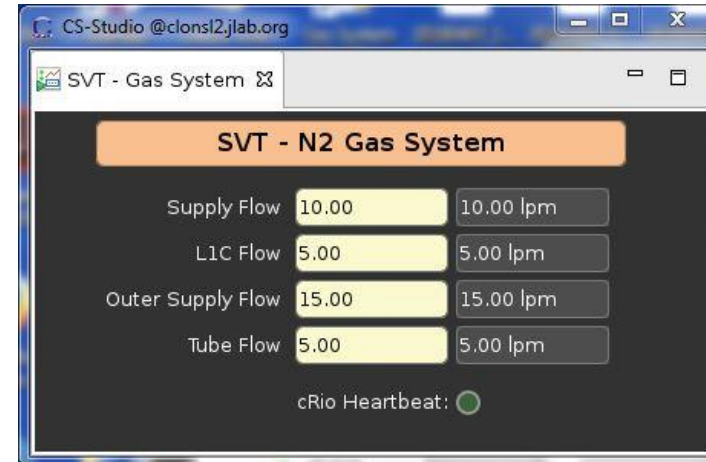 CS-Studio @clonsl2.jlab.org
SVT - Gas System
SVT - N2 Gas System
Supply Flow 10.00 10.00 lpm
L1C Flow 5.00 5.00 lpm
Outer Supply Flow 15.00 15.00 lpm
Tube Flow 5.00 5.00 lpm
cRio Heartbeat: